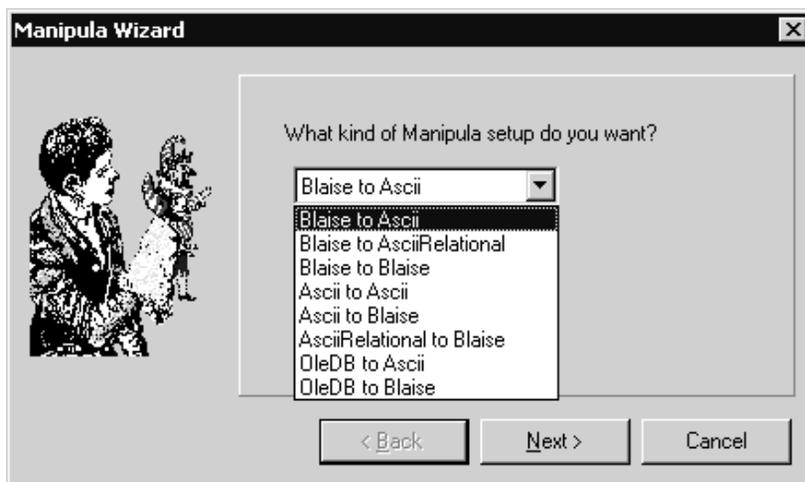 Manipula Wizard
What kind of Manipula setup do you want?
Blaise to Ascii
Blaise to Ascii
Blaise to AsciiRelational
Blaise to Blaise
Ascii to Ascii
Ascii to Blaise
AsciiRelational to Blaise
OleDB to Ascii
OleDB to Blaise
< Back Next > Cancel